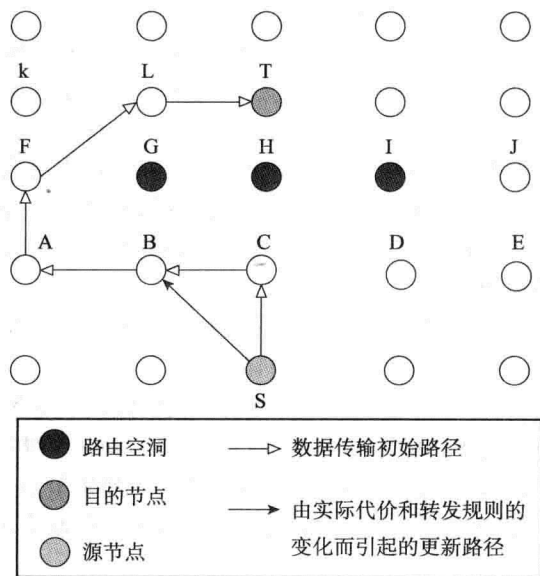 k L T
F G H I J
A B C D E
S
路由空洞 数据传输初始路径
目的节点 由实际代价和转发规则的
源节点 变化而引起的更新路径